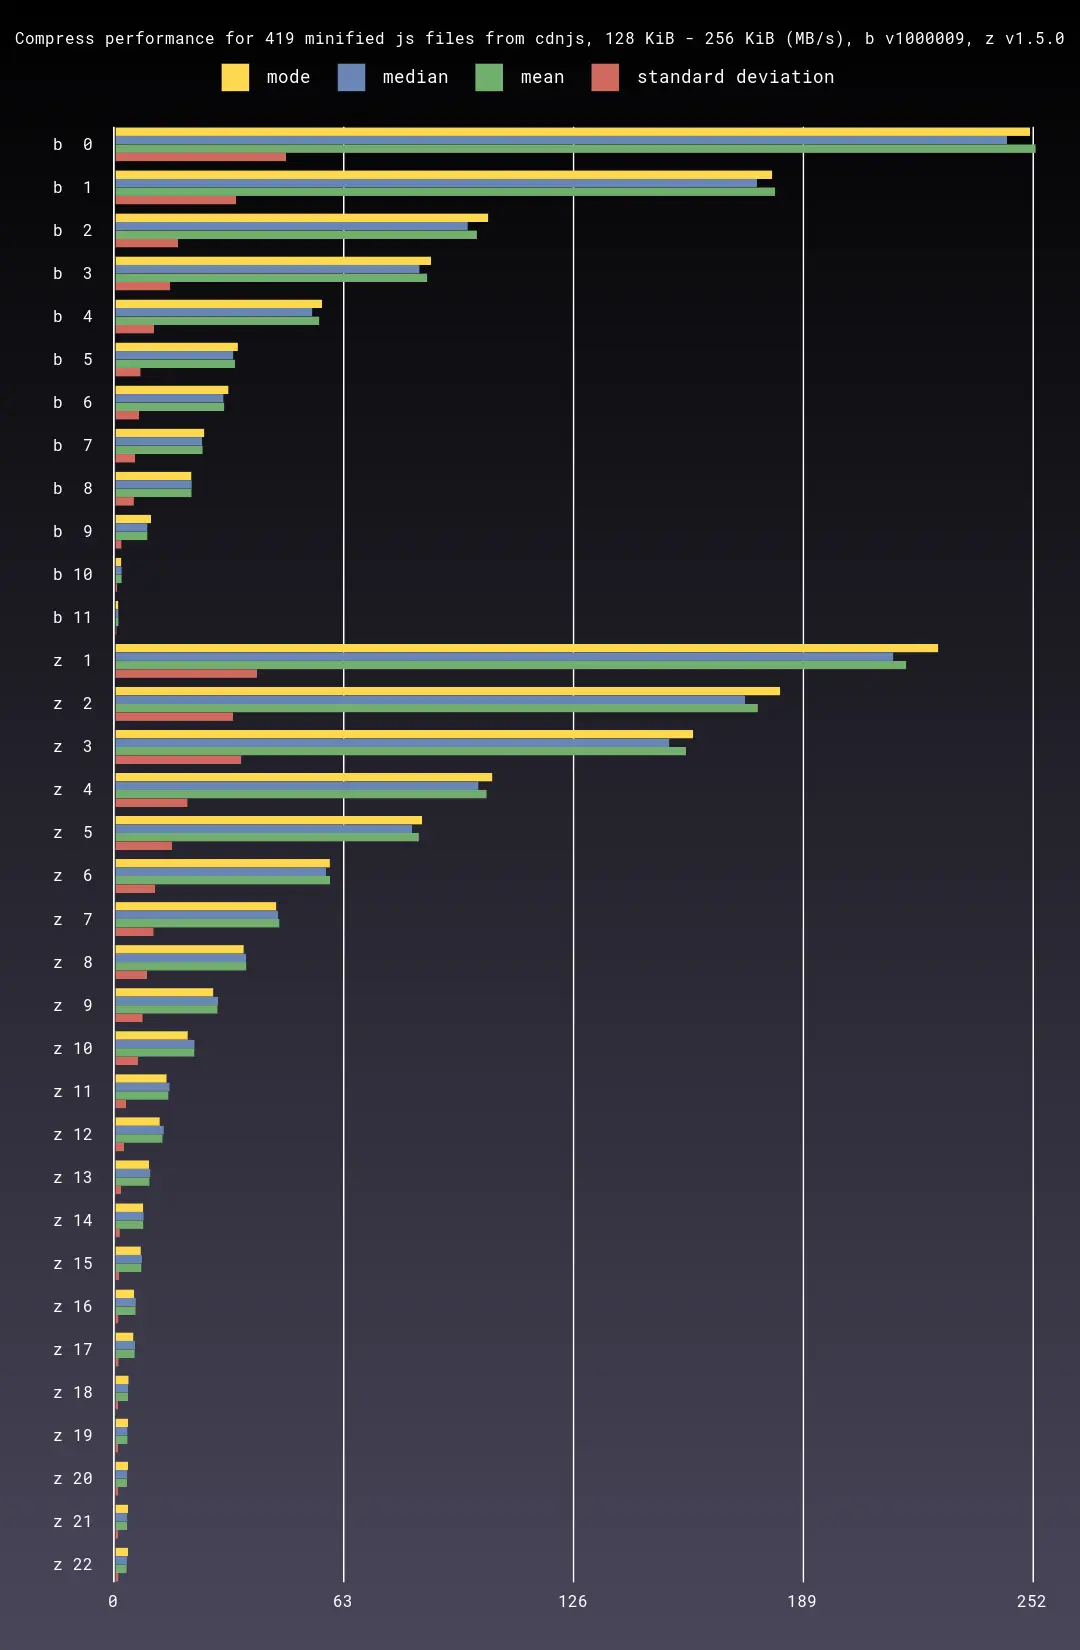 Compress performance for 419 minified js files from cdnjs, 128 KiB - 256 KiB (MB/s), b v1000009, z v1.5.0
mode median mean standard deviation
b 0
b 1
b 2
b 3
b 4
b 5
b 6
b 7
b 8
b 9
b 10
b 11
z 1
z 2
z 3
z 4
z 5
z 6
z 7
z 8
z 9
z 10
z 11
z 12
z 13
z 14
z 15
z 16
z 17
z 18
z 19
z 20
z 21
z 22
0 63 126 189 252